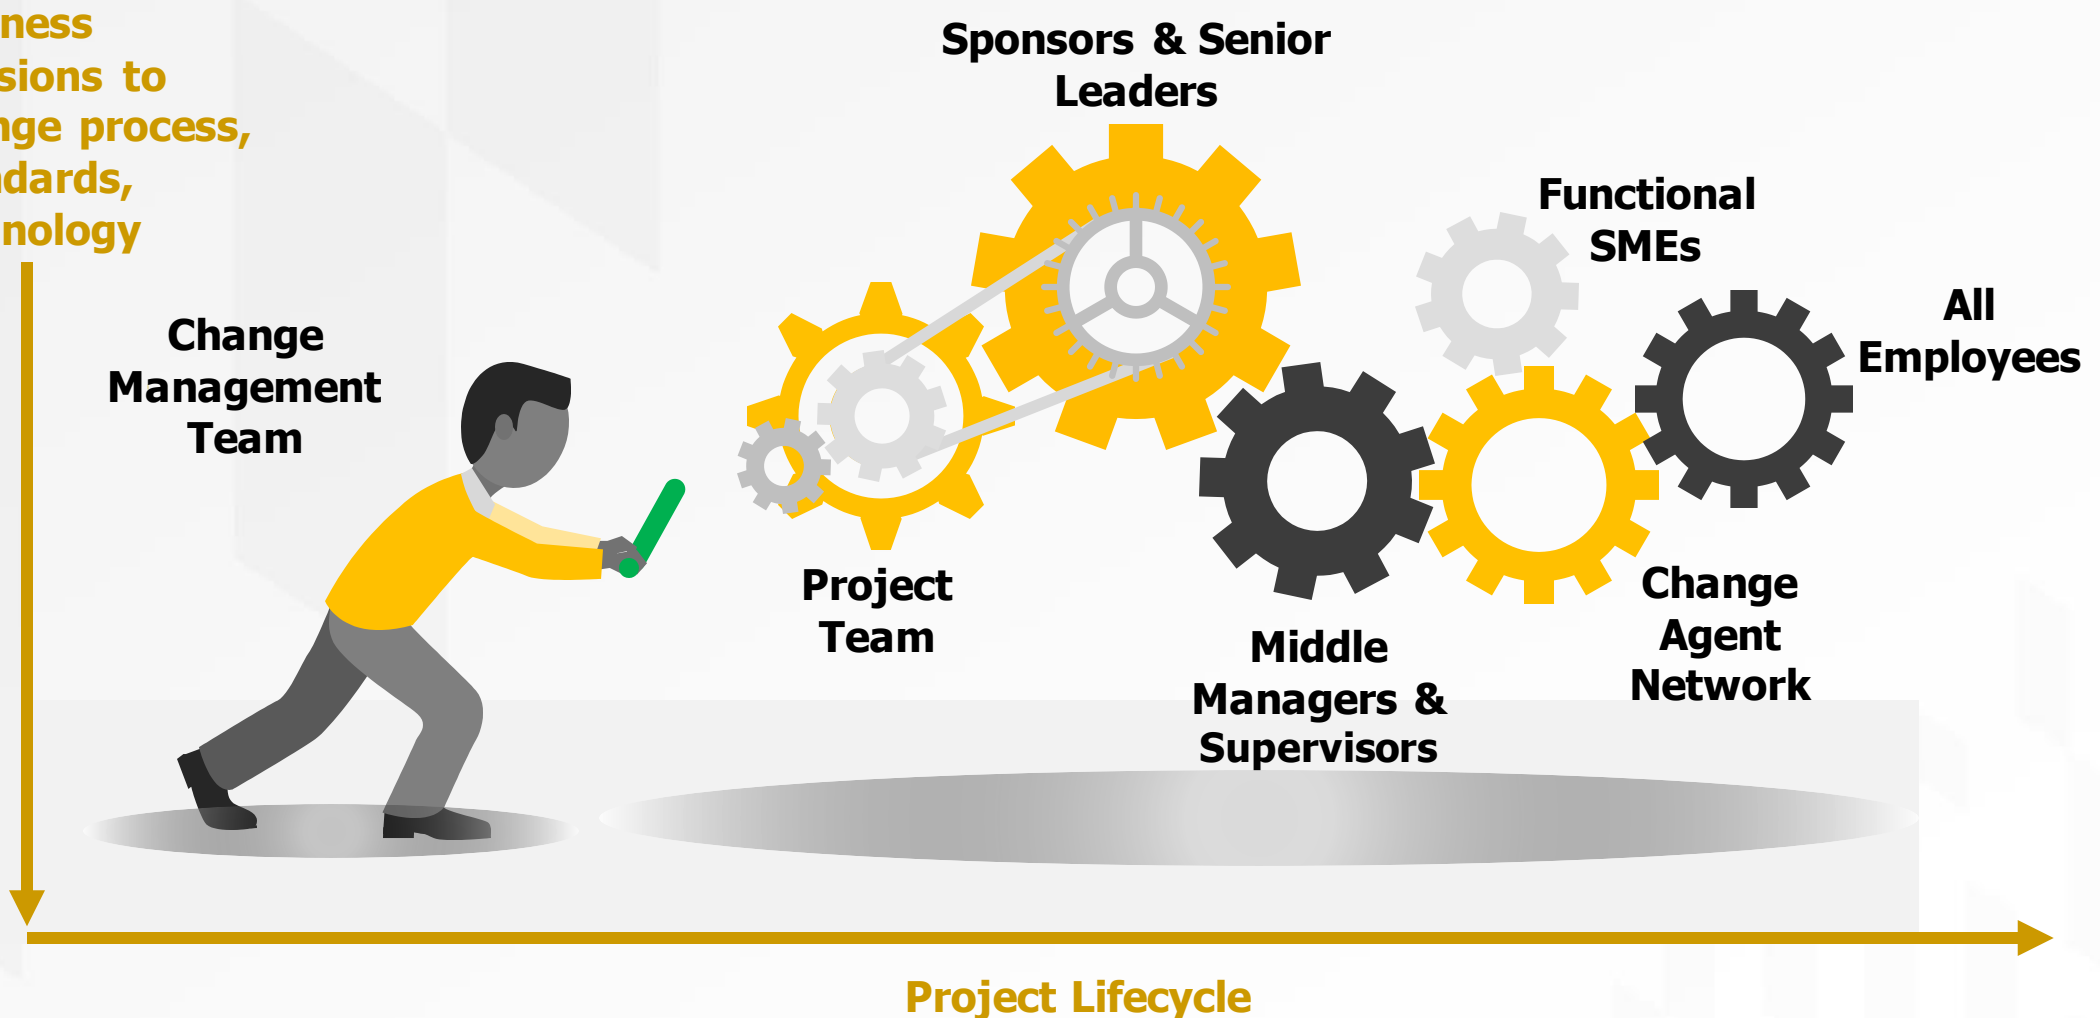 ness
sions to
nge process,
dards,
nology
Sponsors & Senior
Leaders
Functional
SMEs
All
Employees
Change
Management
Team
Project
Team
Middle
Managers &
Supervisors
Change
Agent
Network
Project Lifecycle